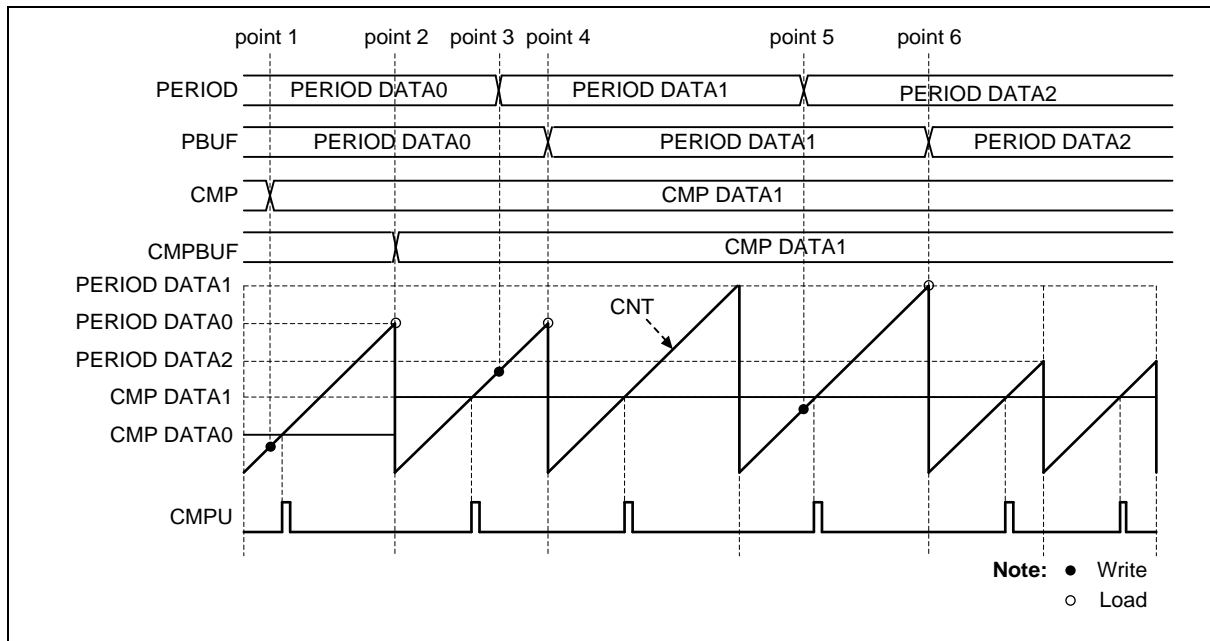 point 1 point 2 point 3 point 4 point 5 point 6
PERIOD PERIOD DATA0 PERIOD DATA1 PERIOD DATA2
PBUF PERIOD DATA0 PERIOD DATA1 PERIOD DATA2
CMP CMP DATA1
CMPBUF CMP DATA1
PERIOD DATA1
CNT
PERIOD DATA0
PERIOD DATA2
CMP DATA1
CMP DATA0
CMPU
Note: Write
Load